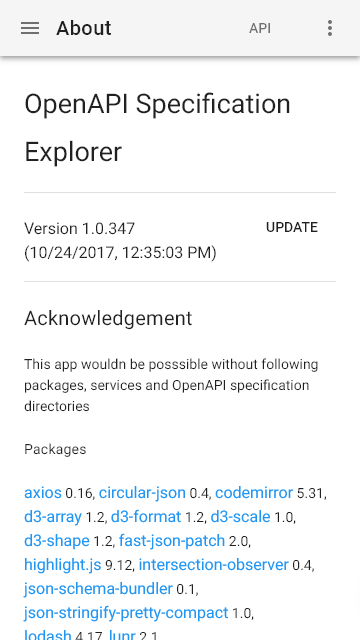 About API
OpenAPI Specification
Explorer
Version 1.0.347 UPDATE
(10/24/2017, 12:35:03 PM)
Acknowledgement
This app wouldn be posssible without following
packages, services and OpenAPI specification
directories
Packages
axios 0.16, circular-json 0.4, codemirror 5.31,
d3-array 1.2, d3-format 1.2, d3-scale 1.0,
d3-shape 1.2, fast-json-patch 2.0,
highlight.js 9.12, intersection-observer 0.4,
json-schema-bundler 0.1,
json-stringify-pretty-compact 1.0,
lodash 4.17, lunr 2.1